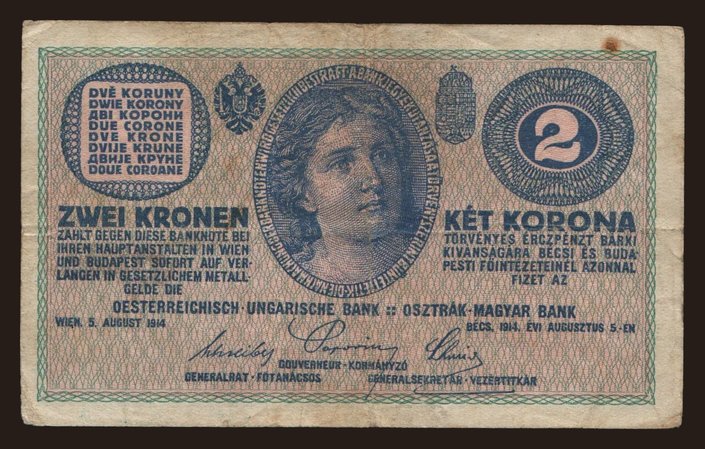 DVĚ KORUNY
DWIE KORONY
ДВІ КОРОНИ
DUE CORONE
DVE KRONE
DVIJE KRUNE
ДВИЈЕ КРУНЕ
DOUE COROANE
2
ZWEI KRONEN
ZAHLT GEGEN DIESE BANKNOTE BEI
IHREN HAUPTANSTALTEN IN WIEN
UND BUDAPEST SOFORT AUF VER-
LANGEN IN GESETZLICHEM METALL-
GELDE DIE
KÉT KORONA
TÖRVÉNYES ÉRCZPÉNZT BÁRKI
KIVÁNSÁGÁRA BÉCSI ÉS BUDA-
PESTI FŐINTÉZETEINÉL AZONNAL
FIZET AZ
OESTERREICHISCH-UNGARISCHE BANK :: OSZTRÁK-MAGYAR BANK
WIEN, 5. AUGUST 1914
BÉCS, 1914. ÉVI AUGUSTUS 5.-ÉN
GOUVERNEUR-KORMÁNYZÓ
GENERALRAT-FŐTANÁCSOS
GENERALSEKRETÄR-VEZÉRTITKÁR